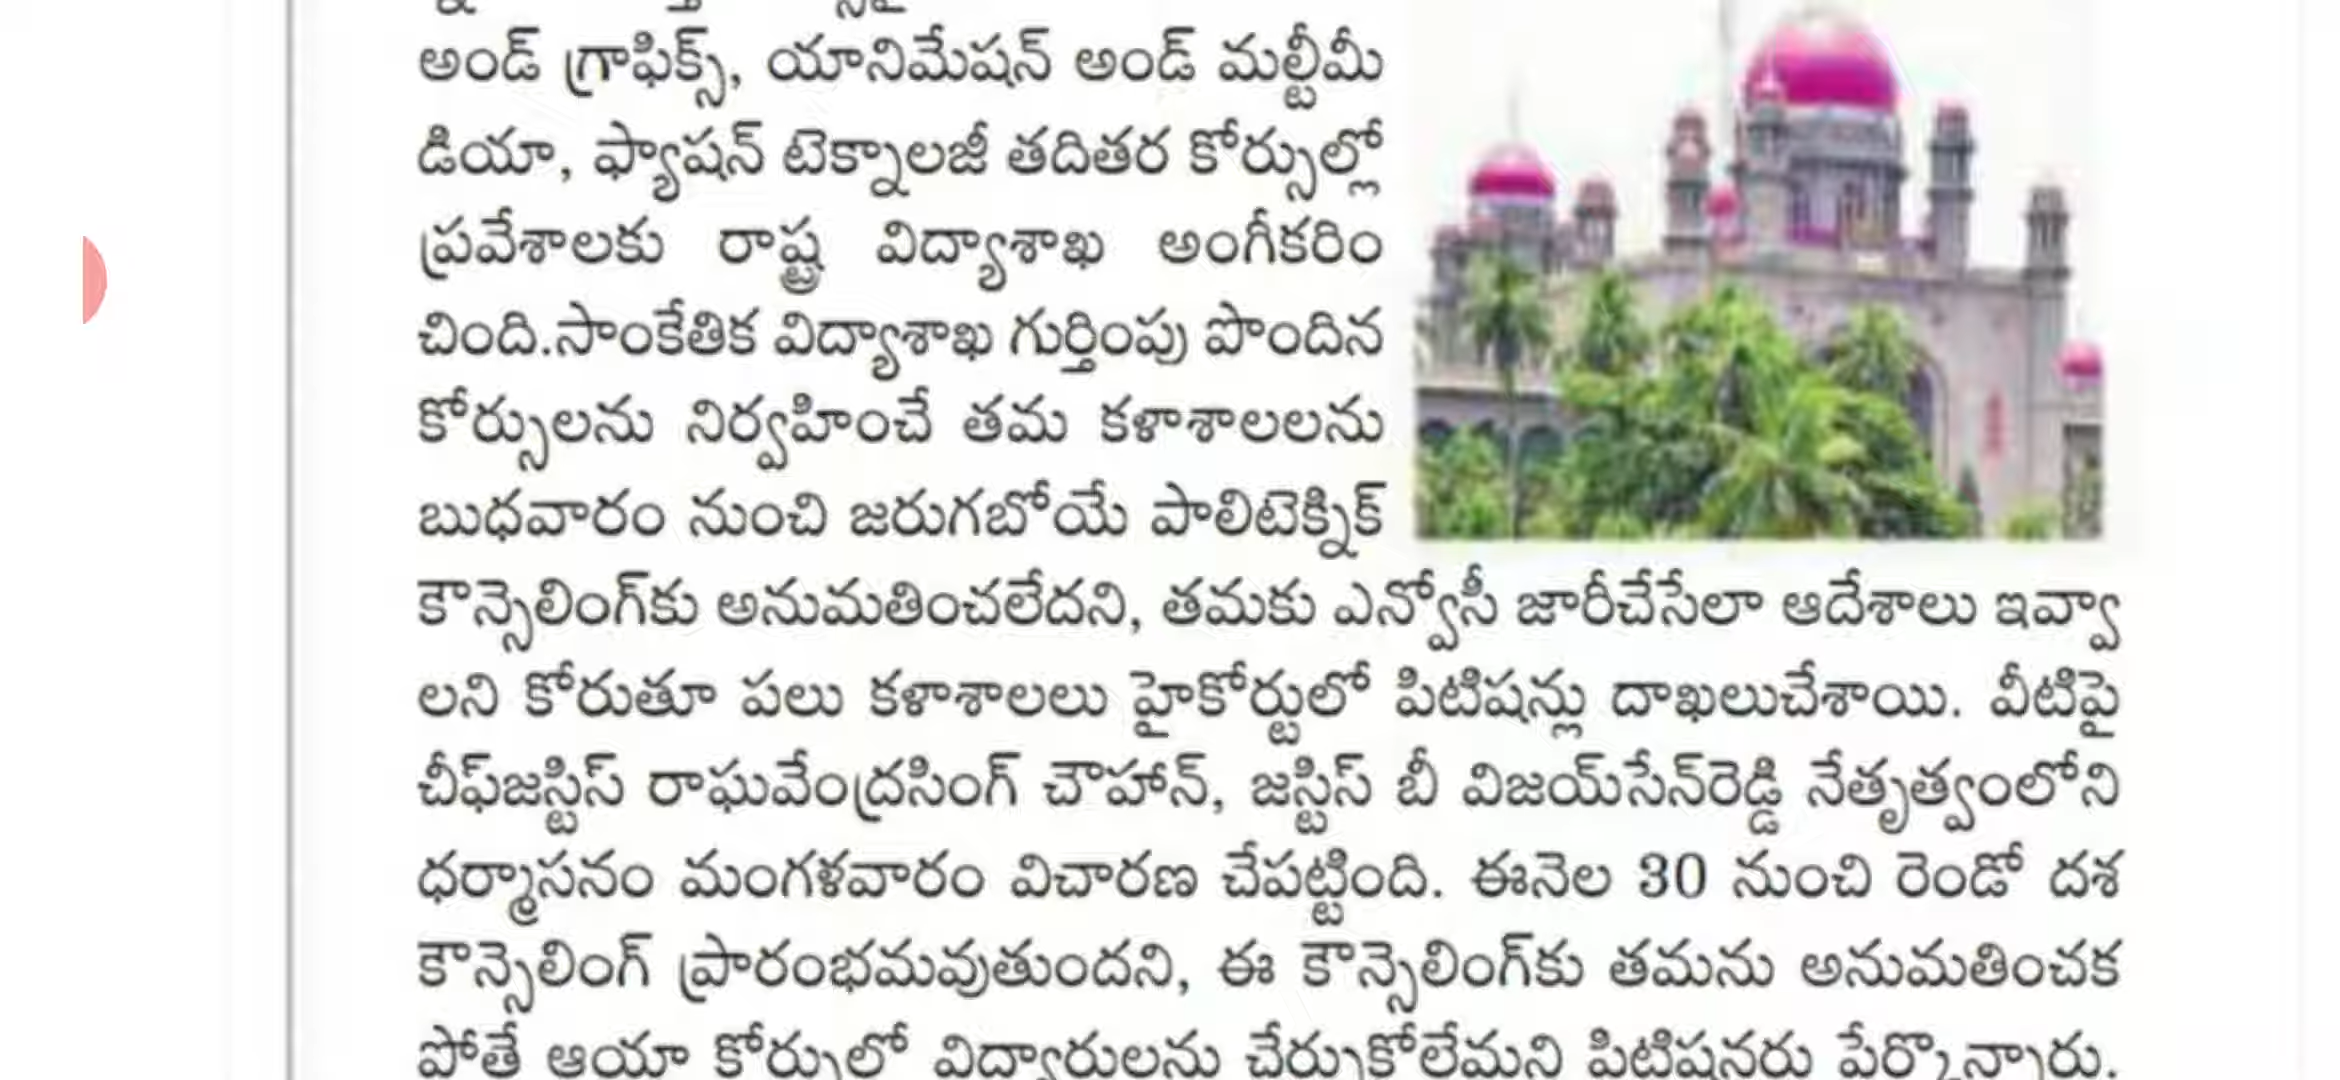 అండ్ గ్రాఫిక్స్, యానిమేషన్ అండ్ మల్టీమీ
డియా, ఫ్యాషన్ టెక్నాలజీ తదితర కోర్సుల్లో
ప్రవేశాలకు రాష్ట్ర విద్యాశాఖ అంగీకరిం
చింది.సాంకేతిక విద్యాశాఖ గుర్తింపు పొందిన
కోర్సులను నిర్వహించే తమ కళాశాలలను
బుధవారం నుంచి జరుగబోయే పాలిటెక్నిక్
కౌన్సెలింగ్‌కు అనుమతించలేదని, తమకు ఎన్వోసీ జారీచేసేలా ఆదేశాలు ఇవ్వా
లని కోరుతూ పలు కళాశాలలు హైకోర్టులో పిటిషన్లు దాఖలుచేశాయి. వీటిపై
చీఫ్‌జస్టిస్ రాఘవేంద్రసింగ్ చౌహాన్, జస్టిస్ బీ విజయ్‌సేన్‌రెడ్డి నేతృత్వంలోని
ధర్మాసనం మంగళవారం విచారణ చేపట్టింది. ఈనెల 30 నుంచి రెండో దశ
కౌన్సెలింగ్ ప్రారంభమవుతుందని, ఈ కౌన్సెలింగ్‌కు తమను అనుమతించక
పోతే ఆయా కోర్సులో విద్యార్థులను చేర్చుకోలేమని పిటిషనర్లు పేర్కొన్నారు.